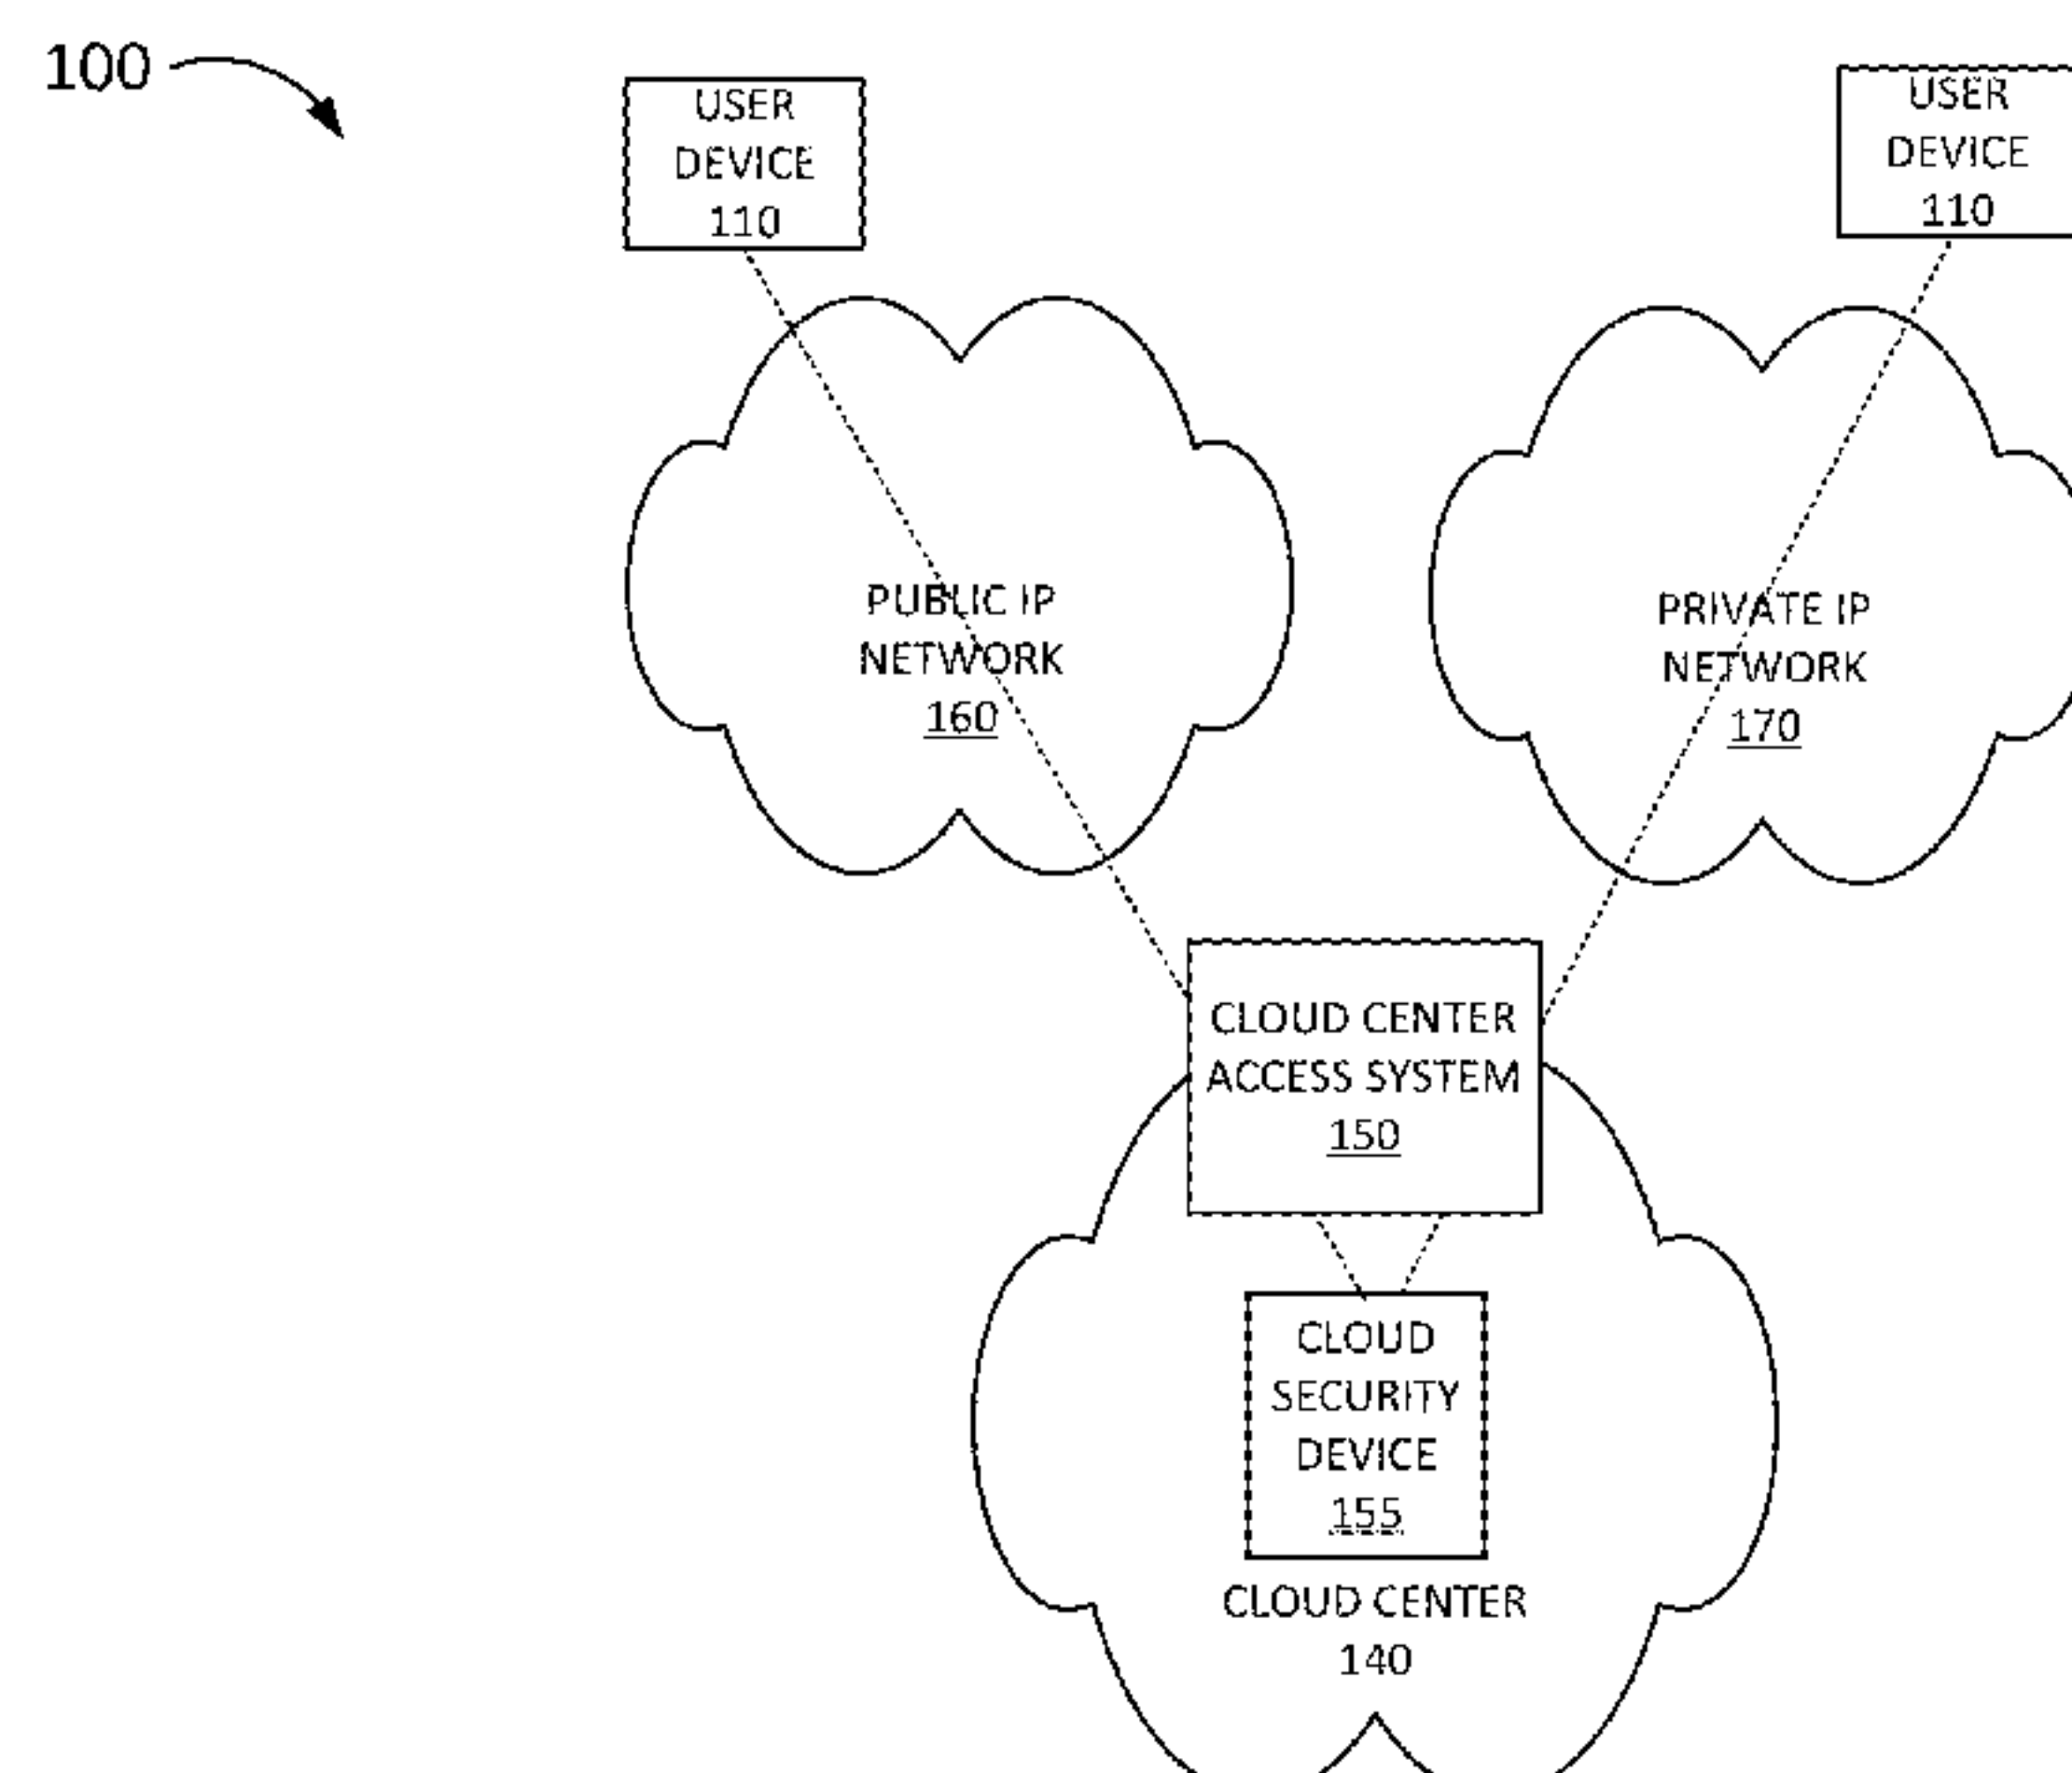 100
USER
DEVICE
110
USER
DEVICE
110
PUBLIC IP
NETWORK
160
PRIVATE IP
NETWORK
170
CLOUD CENTER
ACCESS SYSTEM
150
CLOUD
SECURITY
DEVICE
155
CLOUD CENTER
140